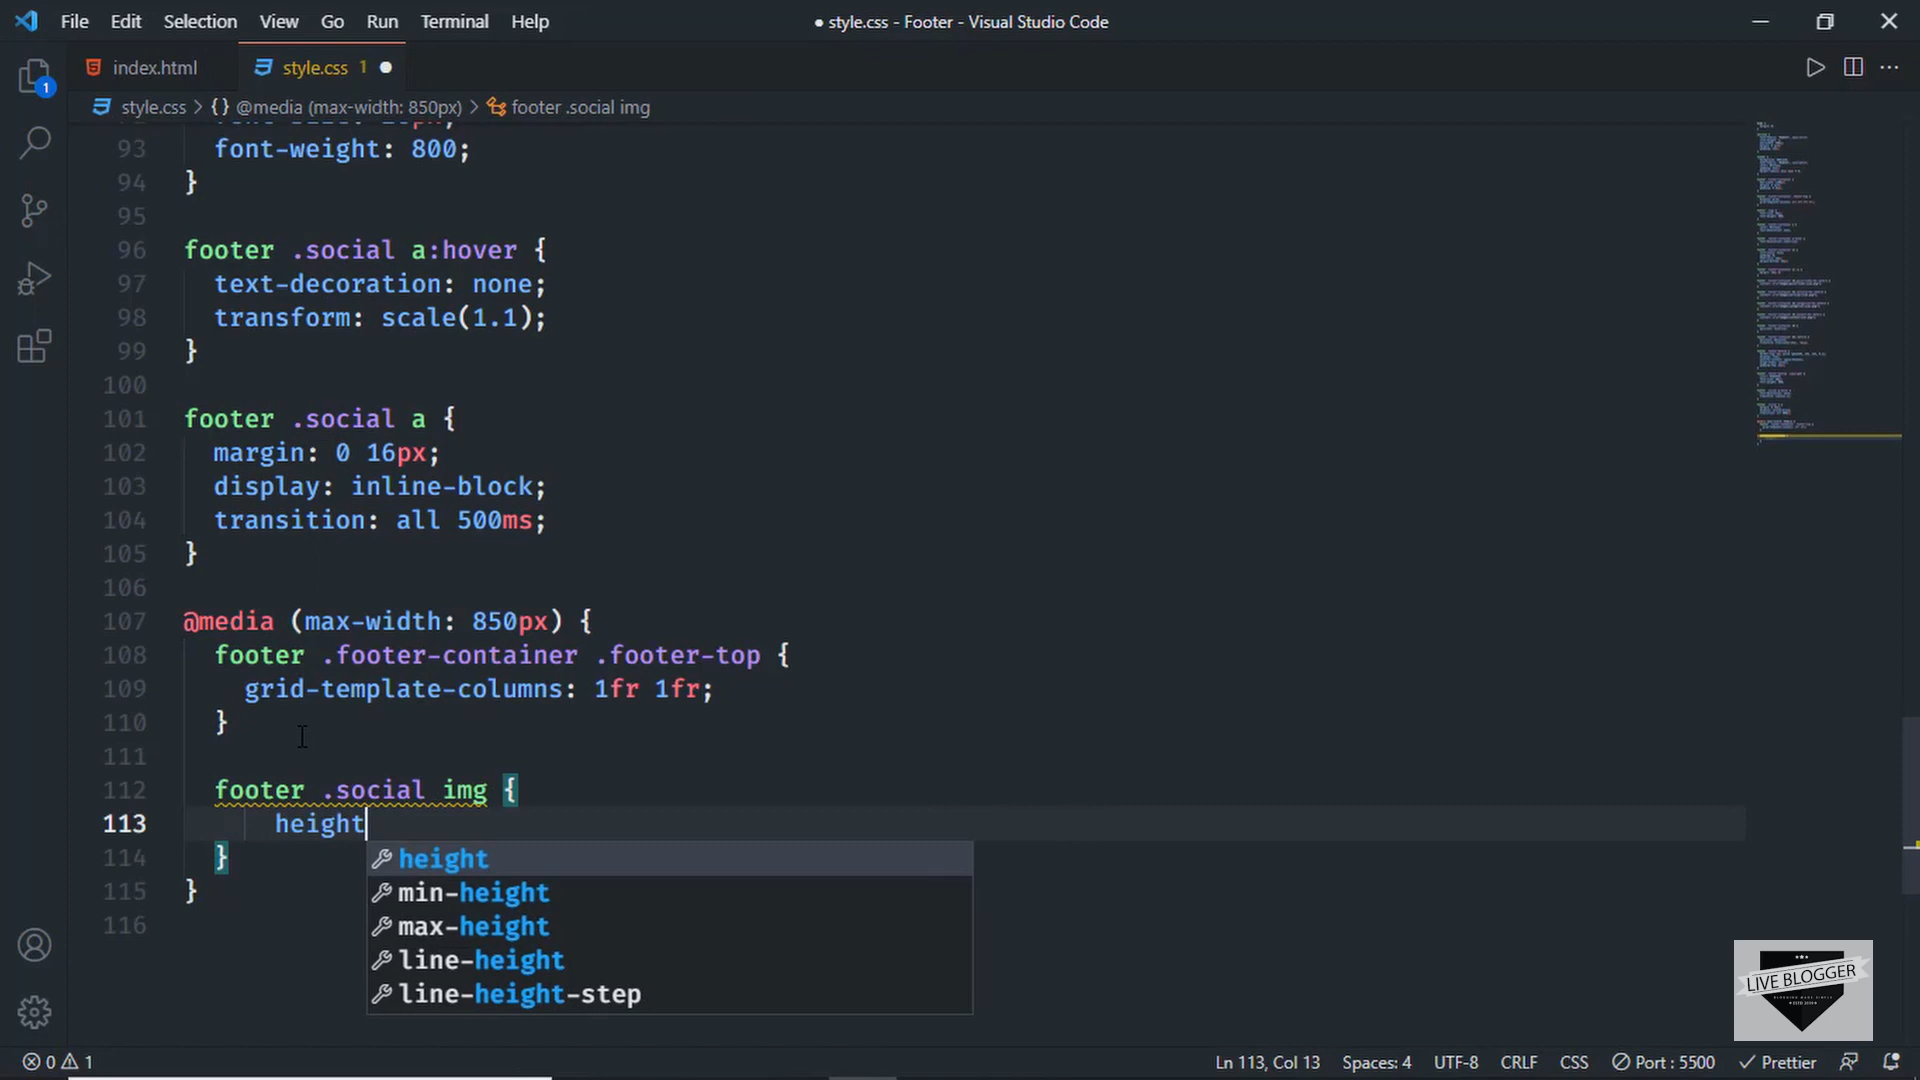 File Edit Selection View Go Run Terminal Help
● style.css - Footer - Visual Studio Code
index.html
style.css 1
style.css > {} @media (max-width: 850px) > footer .social img
93 font-weight: 800;
94 }
95
96 footer .social a:hover {
97 text-decoration: none;
98 transform: scale(1.1);
99 }
100
101 footer .social a {
102 margin: 0 16px;
103 display: inline-block;
104 transition: all 500ms;
105 }
106
107 @media (max-width: 850px) {
108 footer .footer-container .footer-top {
109 grid-template-columns: 1fr 1fr;
110 }
111
112 footer .social img {
113 height
114 }
115 }
116
height
min-height
max-height
line-height
line-height-step
LIVE BLOGGER
0 1
Ln 113, Col 13 Spaces: 4 UTF-8 CRLF CSS Port : 5500 Prettier
1